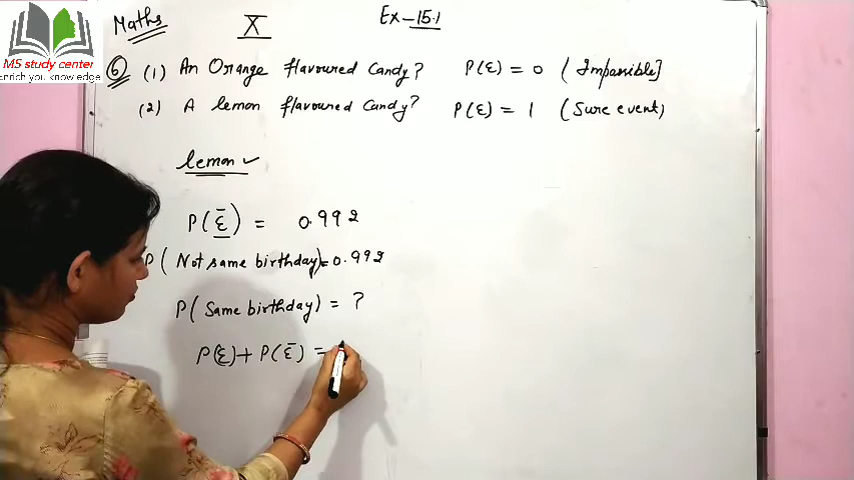 Maths X Ex-15.1
MS study center
Enrich you knowledge
6 (1) An Orange flavoured Candy? P(E) = 0 (Impossible]
(2) A lemon flavoured Candy? P(E) = 1 (Sure event)
lemon ✓
P(Ē) = 0.992
P( Not same birthday)=0.992
P( Same birthday) = ?
P(E)+P(Ē) =